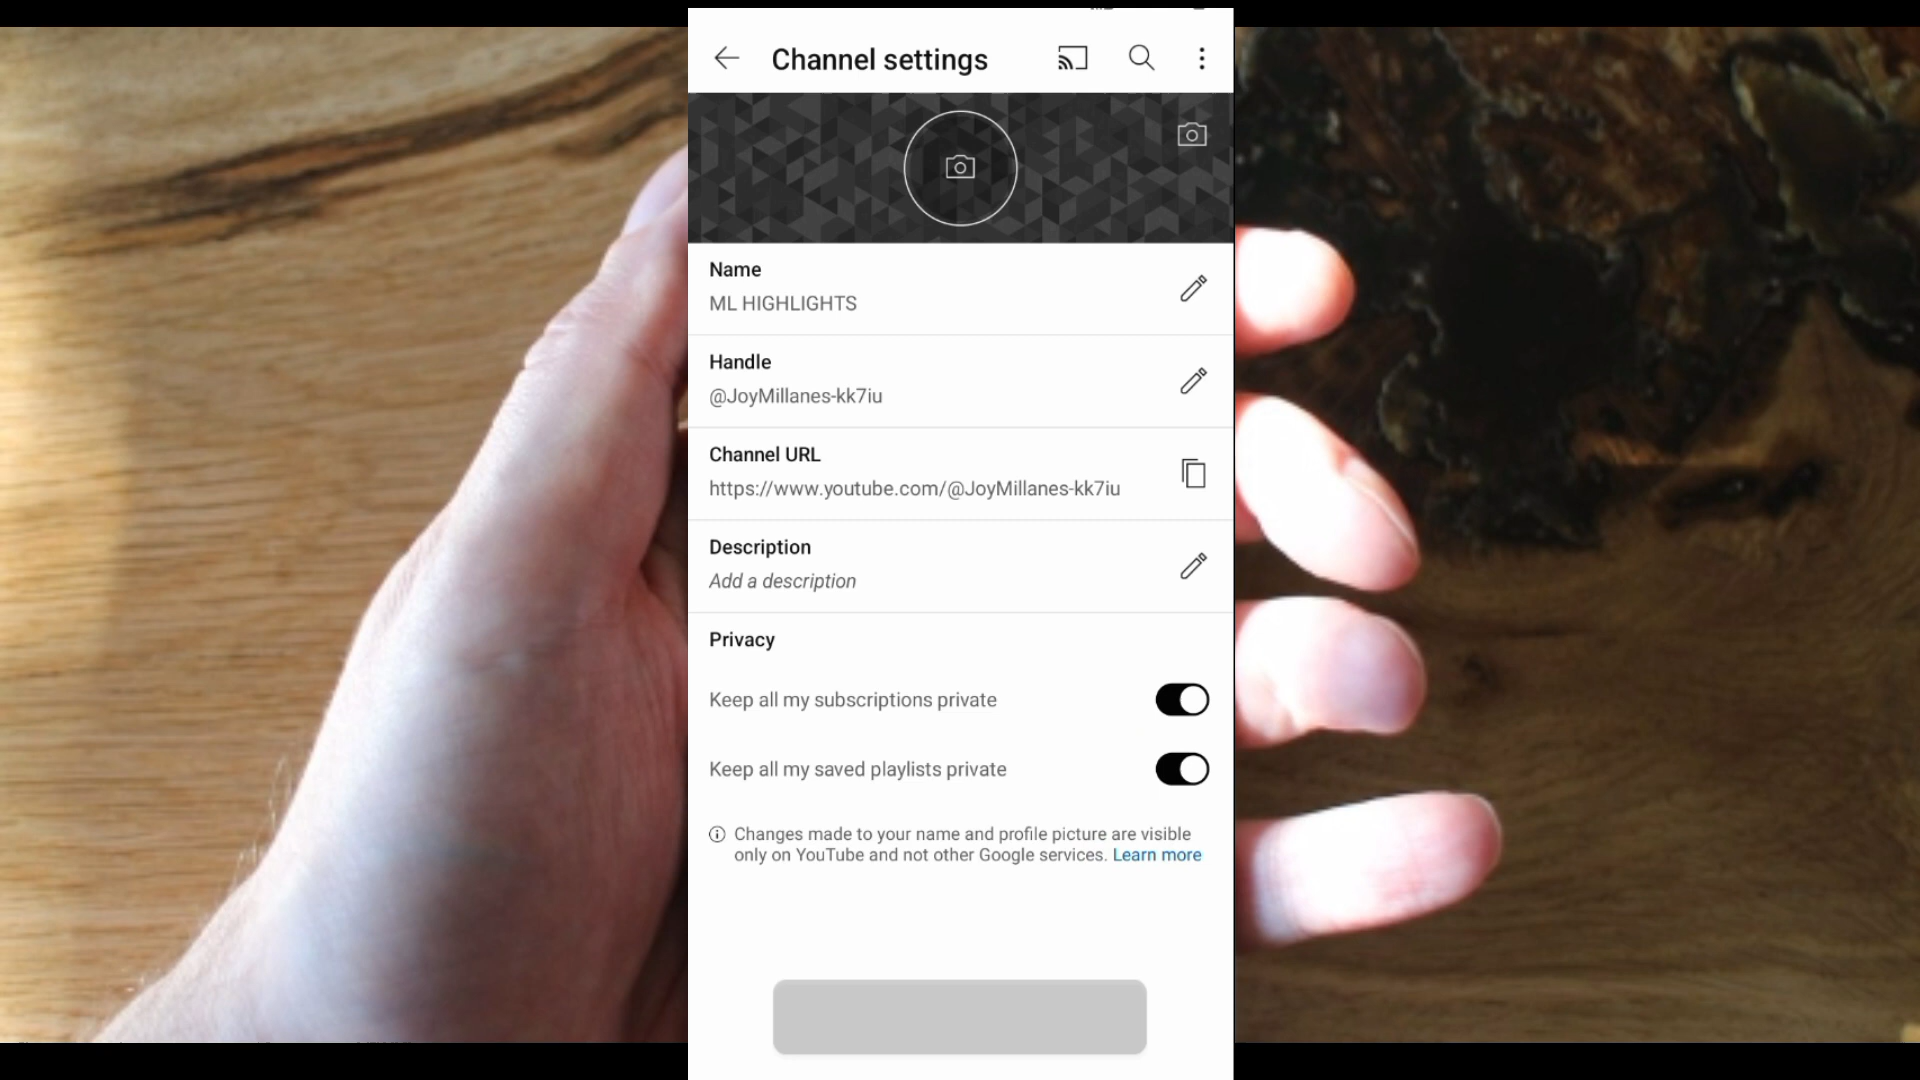 Channel settings
Name
ML HIGHLIGHTS
Handle
@JoyMillanes-kk7iu
Channel URL
https://www.youtube.com/@JoyMillanes-kk7iu
Description
Add a description
Privacy
Keep all my subscriptions private
Keep all my saved playlists private
Changes made to your name and profile picture are visible
only on YouTube and not other Google services. Learn more